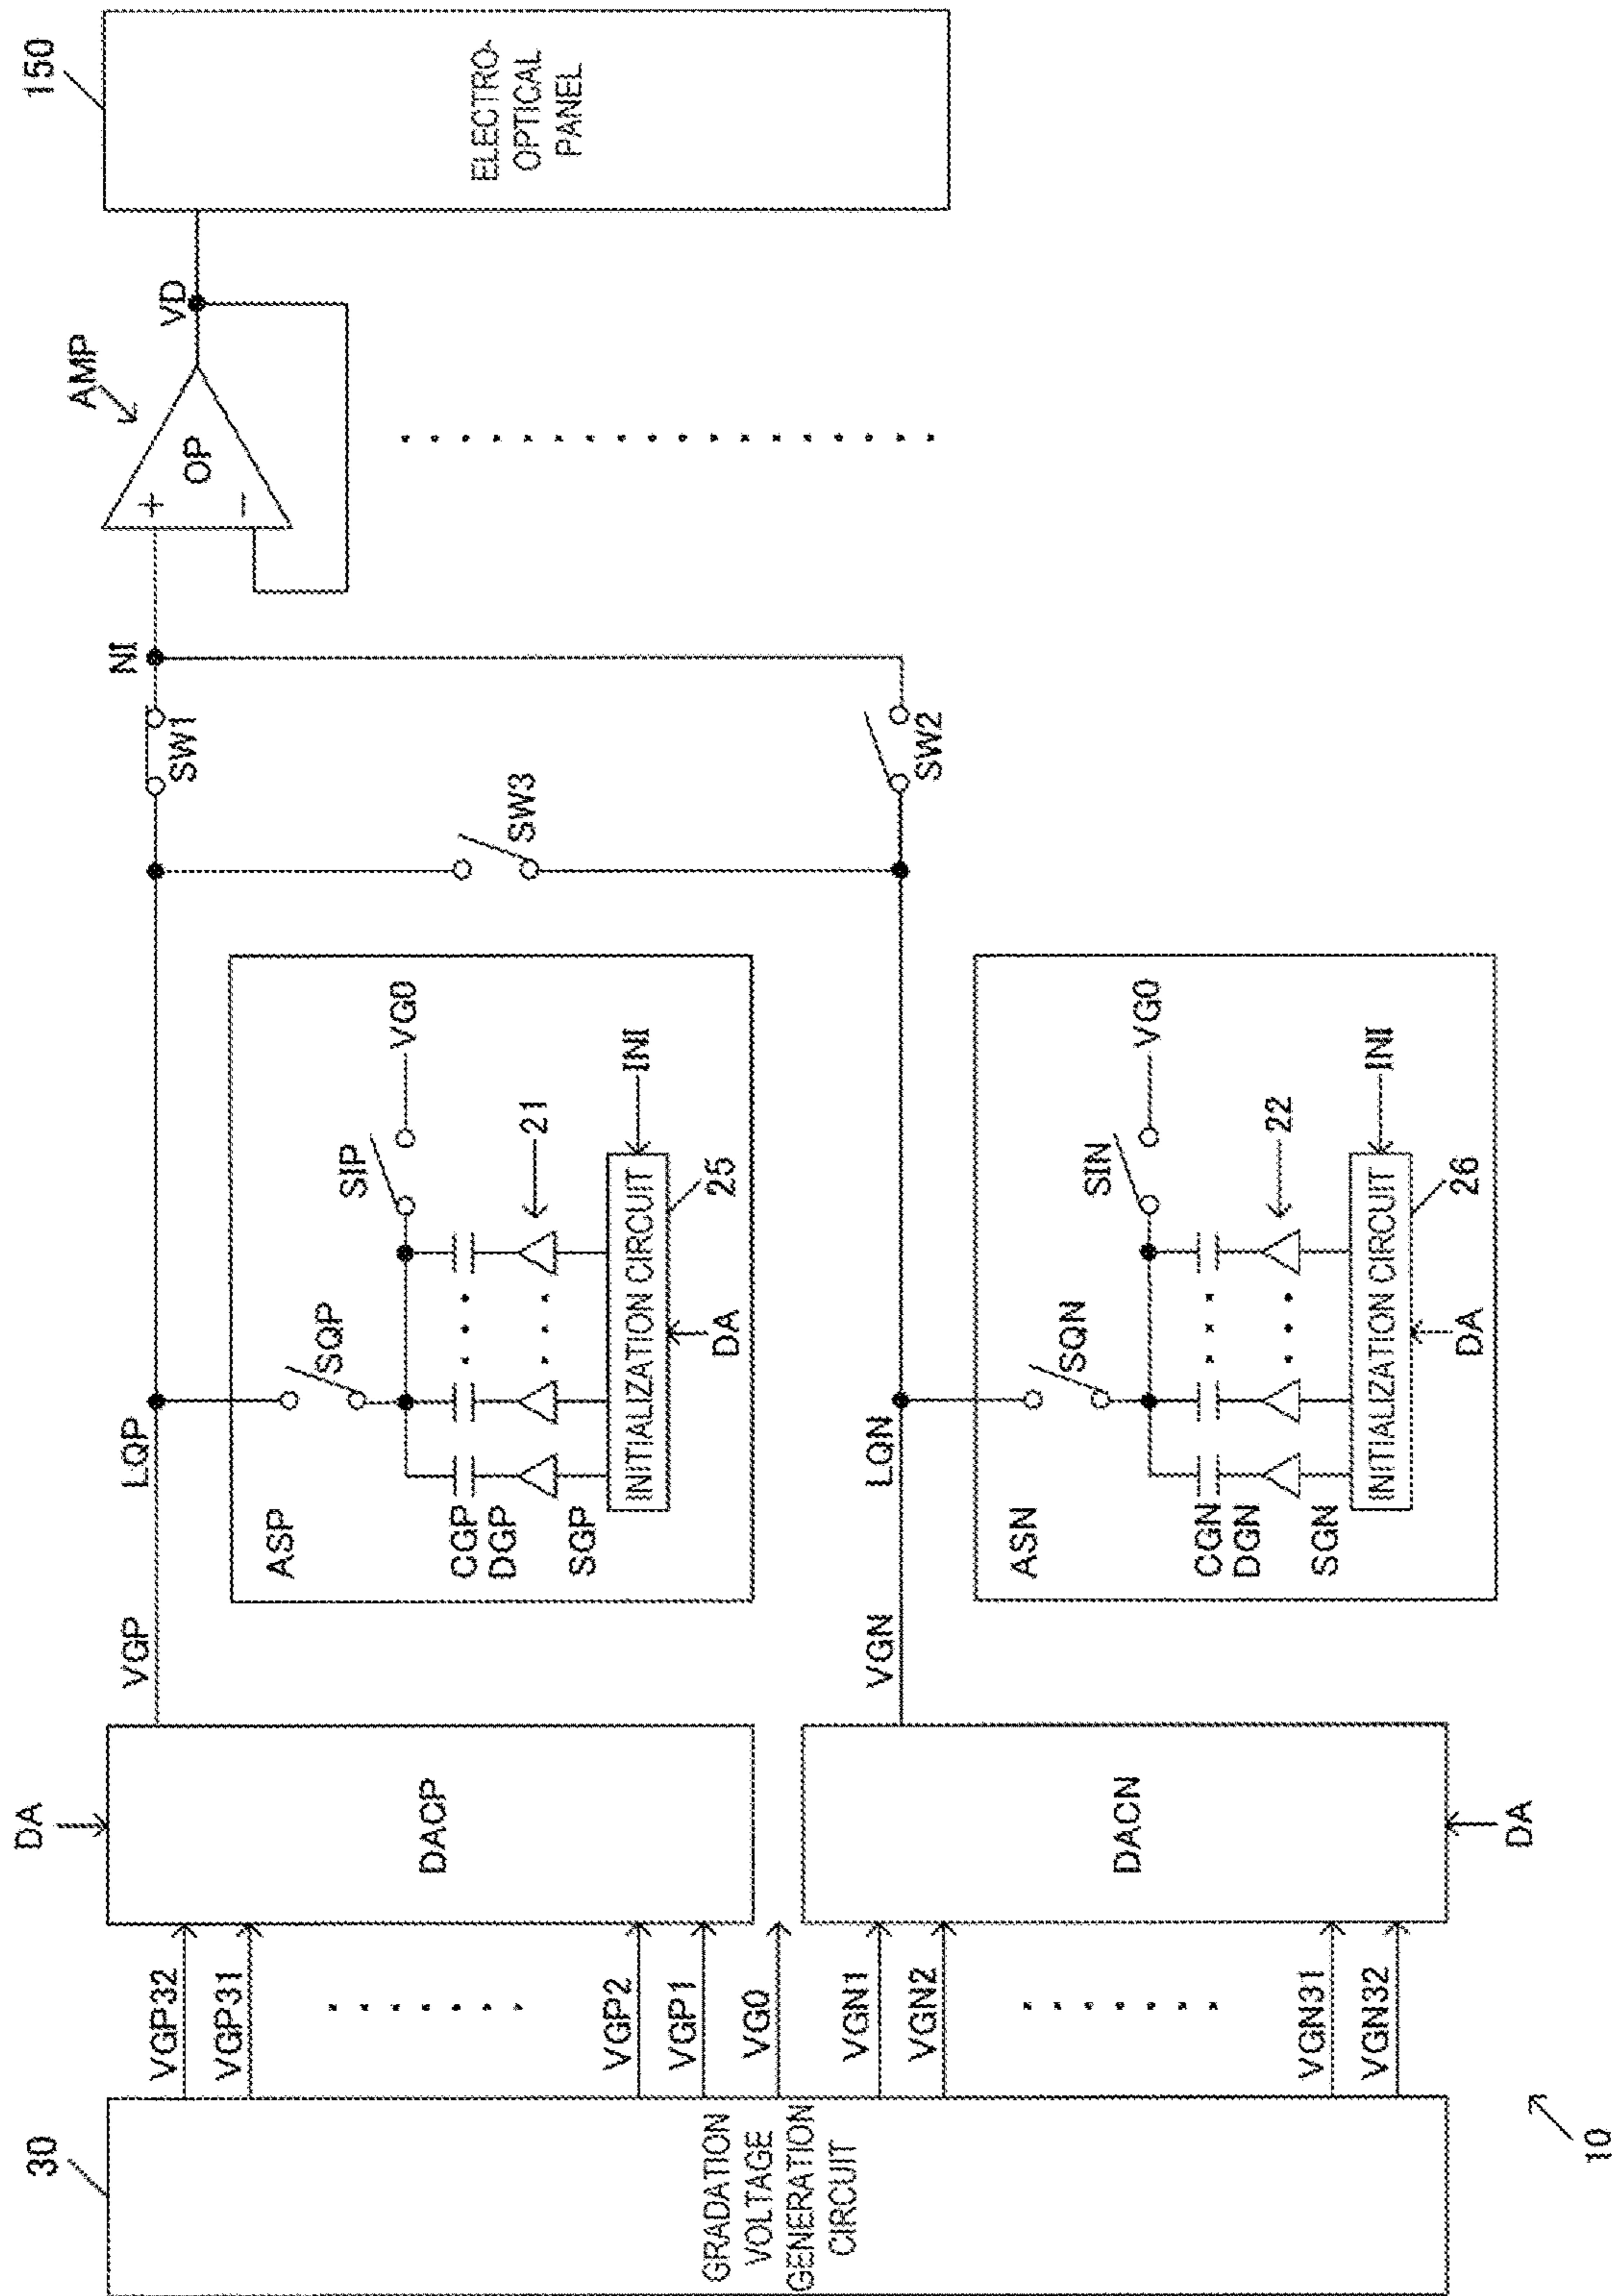 30
GRADATION
VOLTAGE
GENERATION
CIRCUIT
10
VGP32
VGP31
VGP2
VGP1
VG0
VGN1
VGN2
VGN31
VGN32
DA
DACP
DACN
DA
VGP
LQP
ASP
SQP
SIP
VG0
CGP
DGP
21
SGP
INITIALIZATION CIRCUIT
INI
25
DA
VGN
LQN
ASN
SQN
SIN
VG0
CGN
DGN
22
SGN
INITIALIZATION CIRCUIT
INI
26
DA
SW3
SW1
SW2
NI
AMP
+
OP
−
VD
150
ELECTRO-
OPTICAL
PANEL